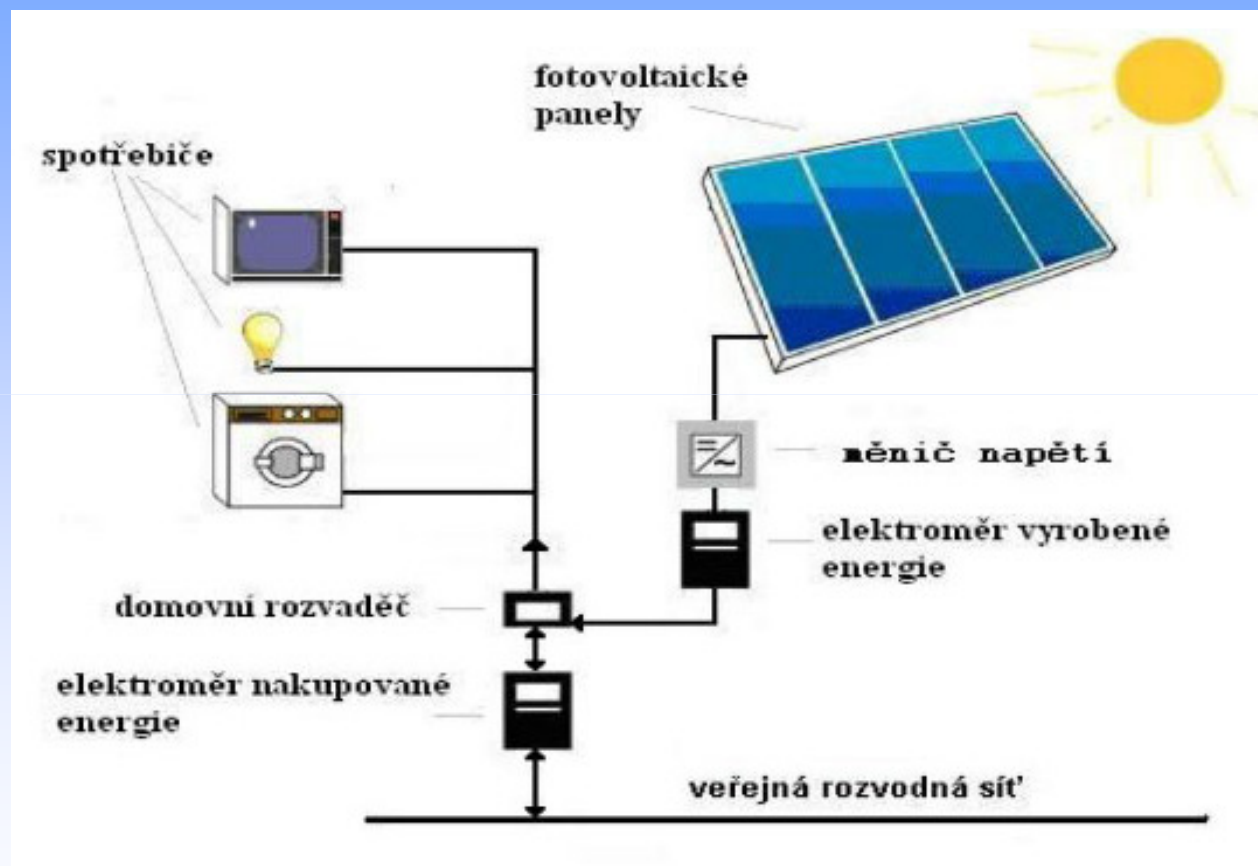 fotovoltaické
panely
spotřebiče
měnič napětí
elektroměr vyrobené
energie
domovní rozvaděč
elektroměr nakupované
energie
veřejná rozvodná síť